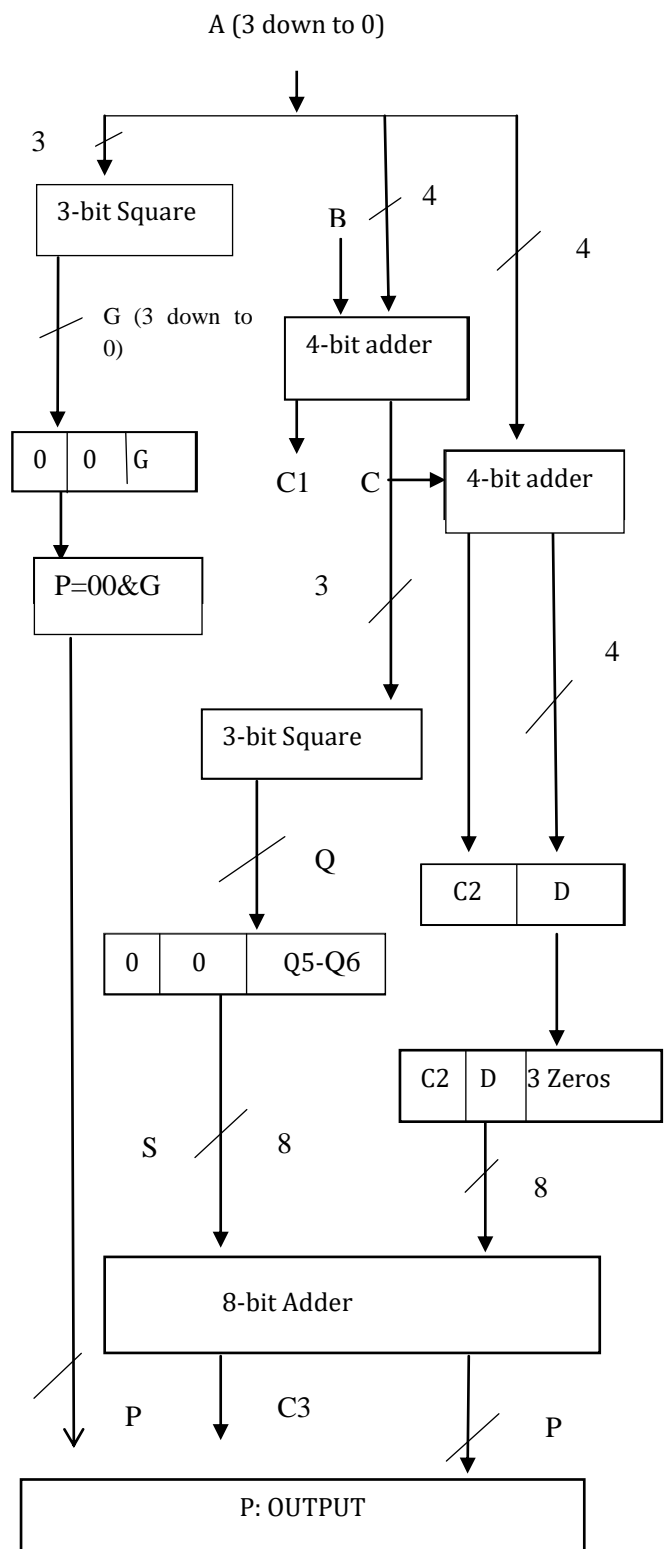 A (3 down to 0)
3
3-bit Square
B
4
4
G (3 down to
0)
4-bit adder
0 0 G
C1
C
4-bit adder
P=00&G
3
4
3-bit Square
Q
C2 D
0 0 Q5-Q6
C2 D 3 Zeros
S
8
8
8-bit Adder
P
C3
P
P: OUTPUT